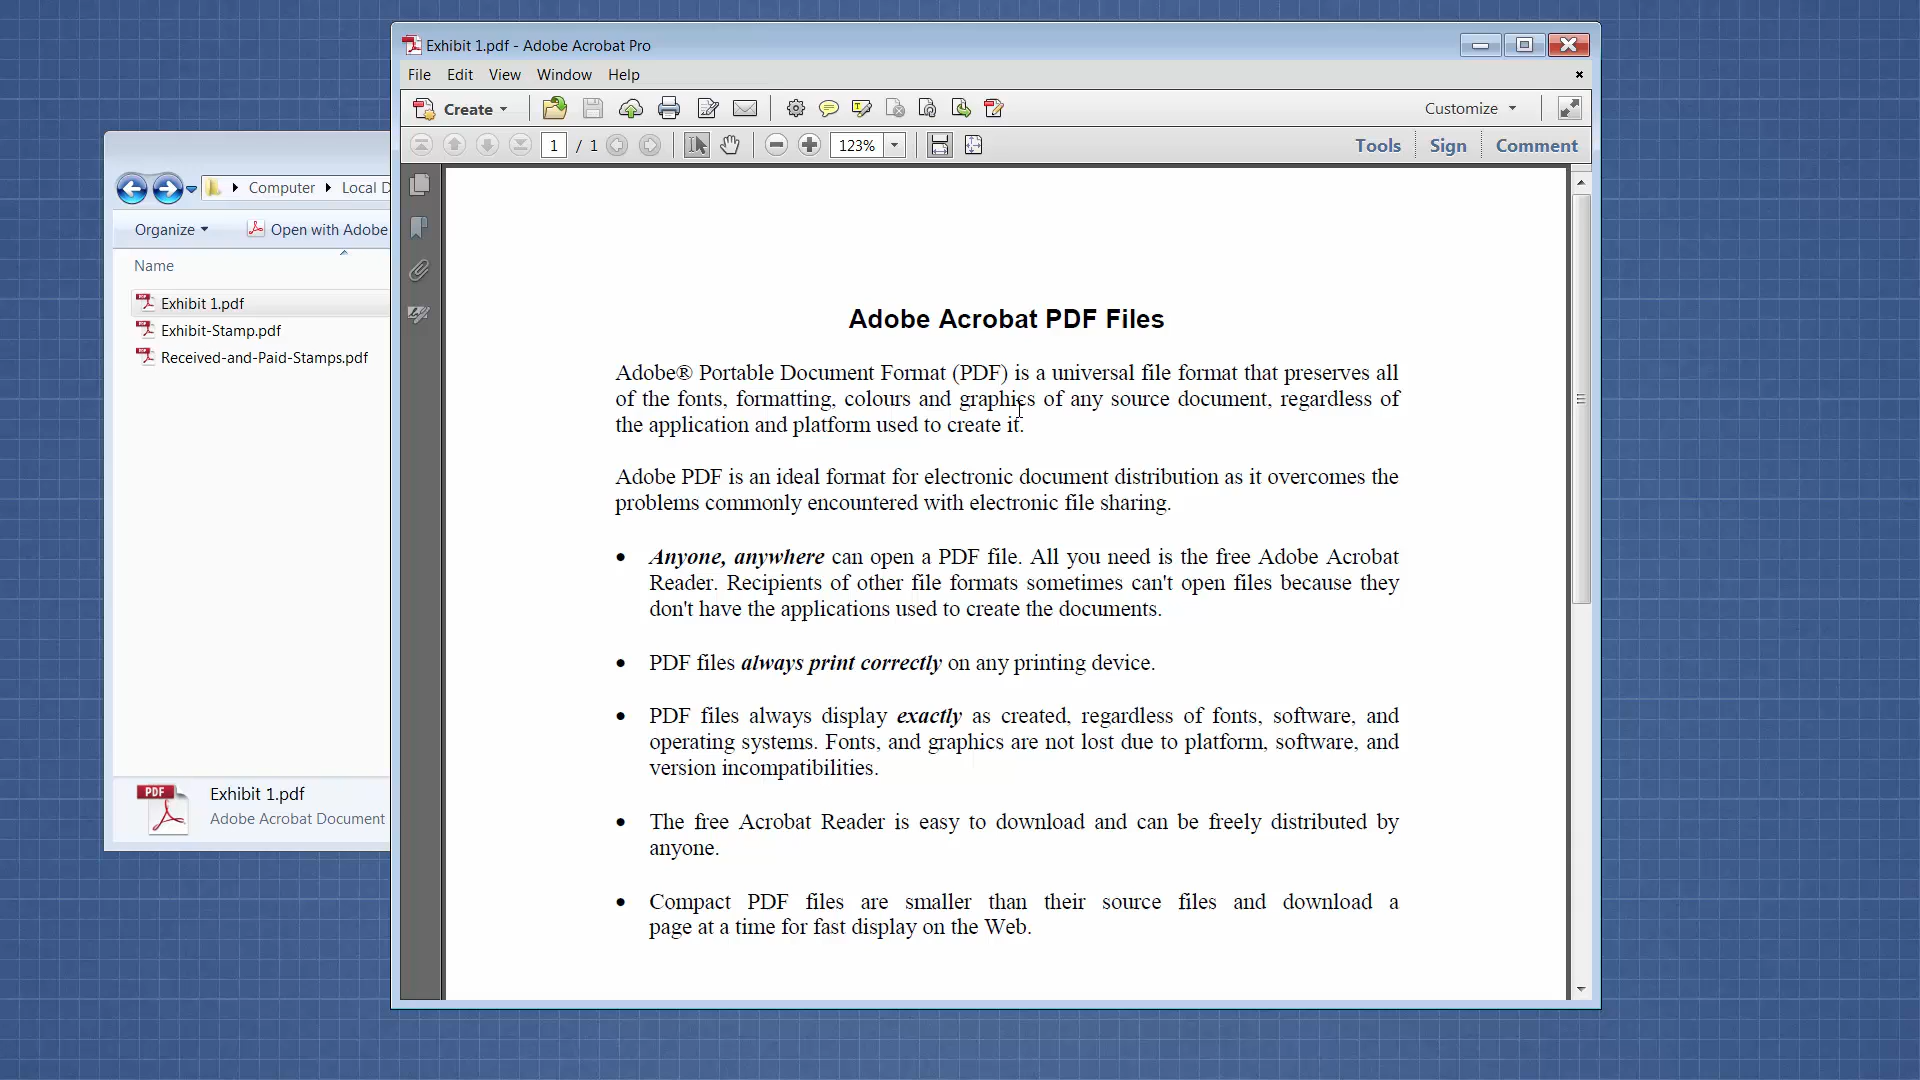 Exhibit 1.pdf - Adobe Acrobat Pro
File Edit View Window Help
Create
Customize
1 / 1
123%
Tools Sign Comment
Computer Local D
Organize Open with Adobe
Name
Exhibit 1.pdf
Exhibit-Stamp.pdf
Received-and-Paid-Stamps.pdf
PDF
Exhibit 1.pdf
Adobe Acrobat Document
Adobe Acrobat PDF Files
Adobe® Portable Document Format (PDF) is a universal file format that preserves all
of the fonts, formatting, colours and graphics of any source document, regardless of
the application and platform used to create it.
Adobe PDF is an ideal format for electronic document distribution as it overcomes the
problems commonly encountered with electronic file sharing.
• Anyone, anywhere can open a PDF file. All you need is the free Adobe Acrobat
Reader. Recipients of other file formats sometimes can't open files because they
don't have the applications used to create the documents.
• PDF files always print correctly on any printing device.
• PDF files always display exactly as created, regardless of fonts, software, and
operating systems. Fonts, and graphics are not lost due to platform, software, and
version incompatibilities.
• The free Acrobat Reader is easy to download and can be freely distributed by
anyone.
• Compact PDF files are smaller than their source files and download a
page at a time for fast display on the Web.